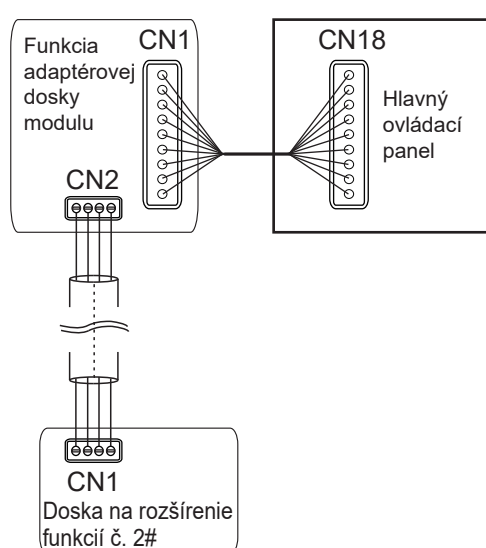 Funkcia
adaptérovej
dosky
modulu
CN1
CN2
CN18
Hlavný
ovládací
panel
CN1
Doska na rozšírenie
funkcií č. 2#